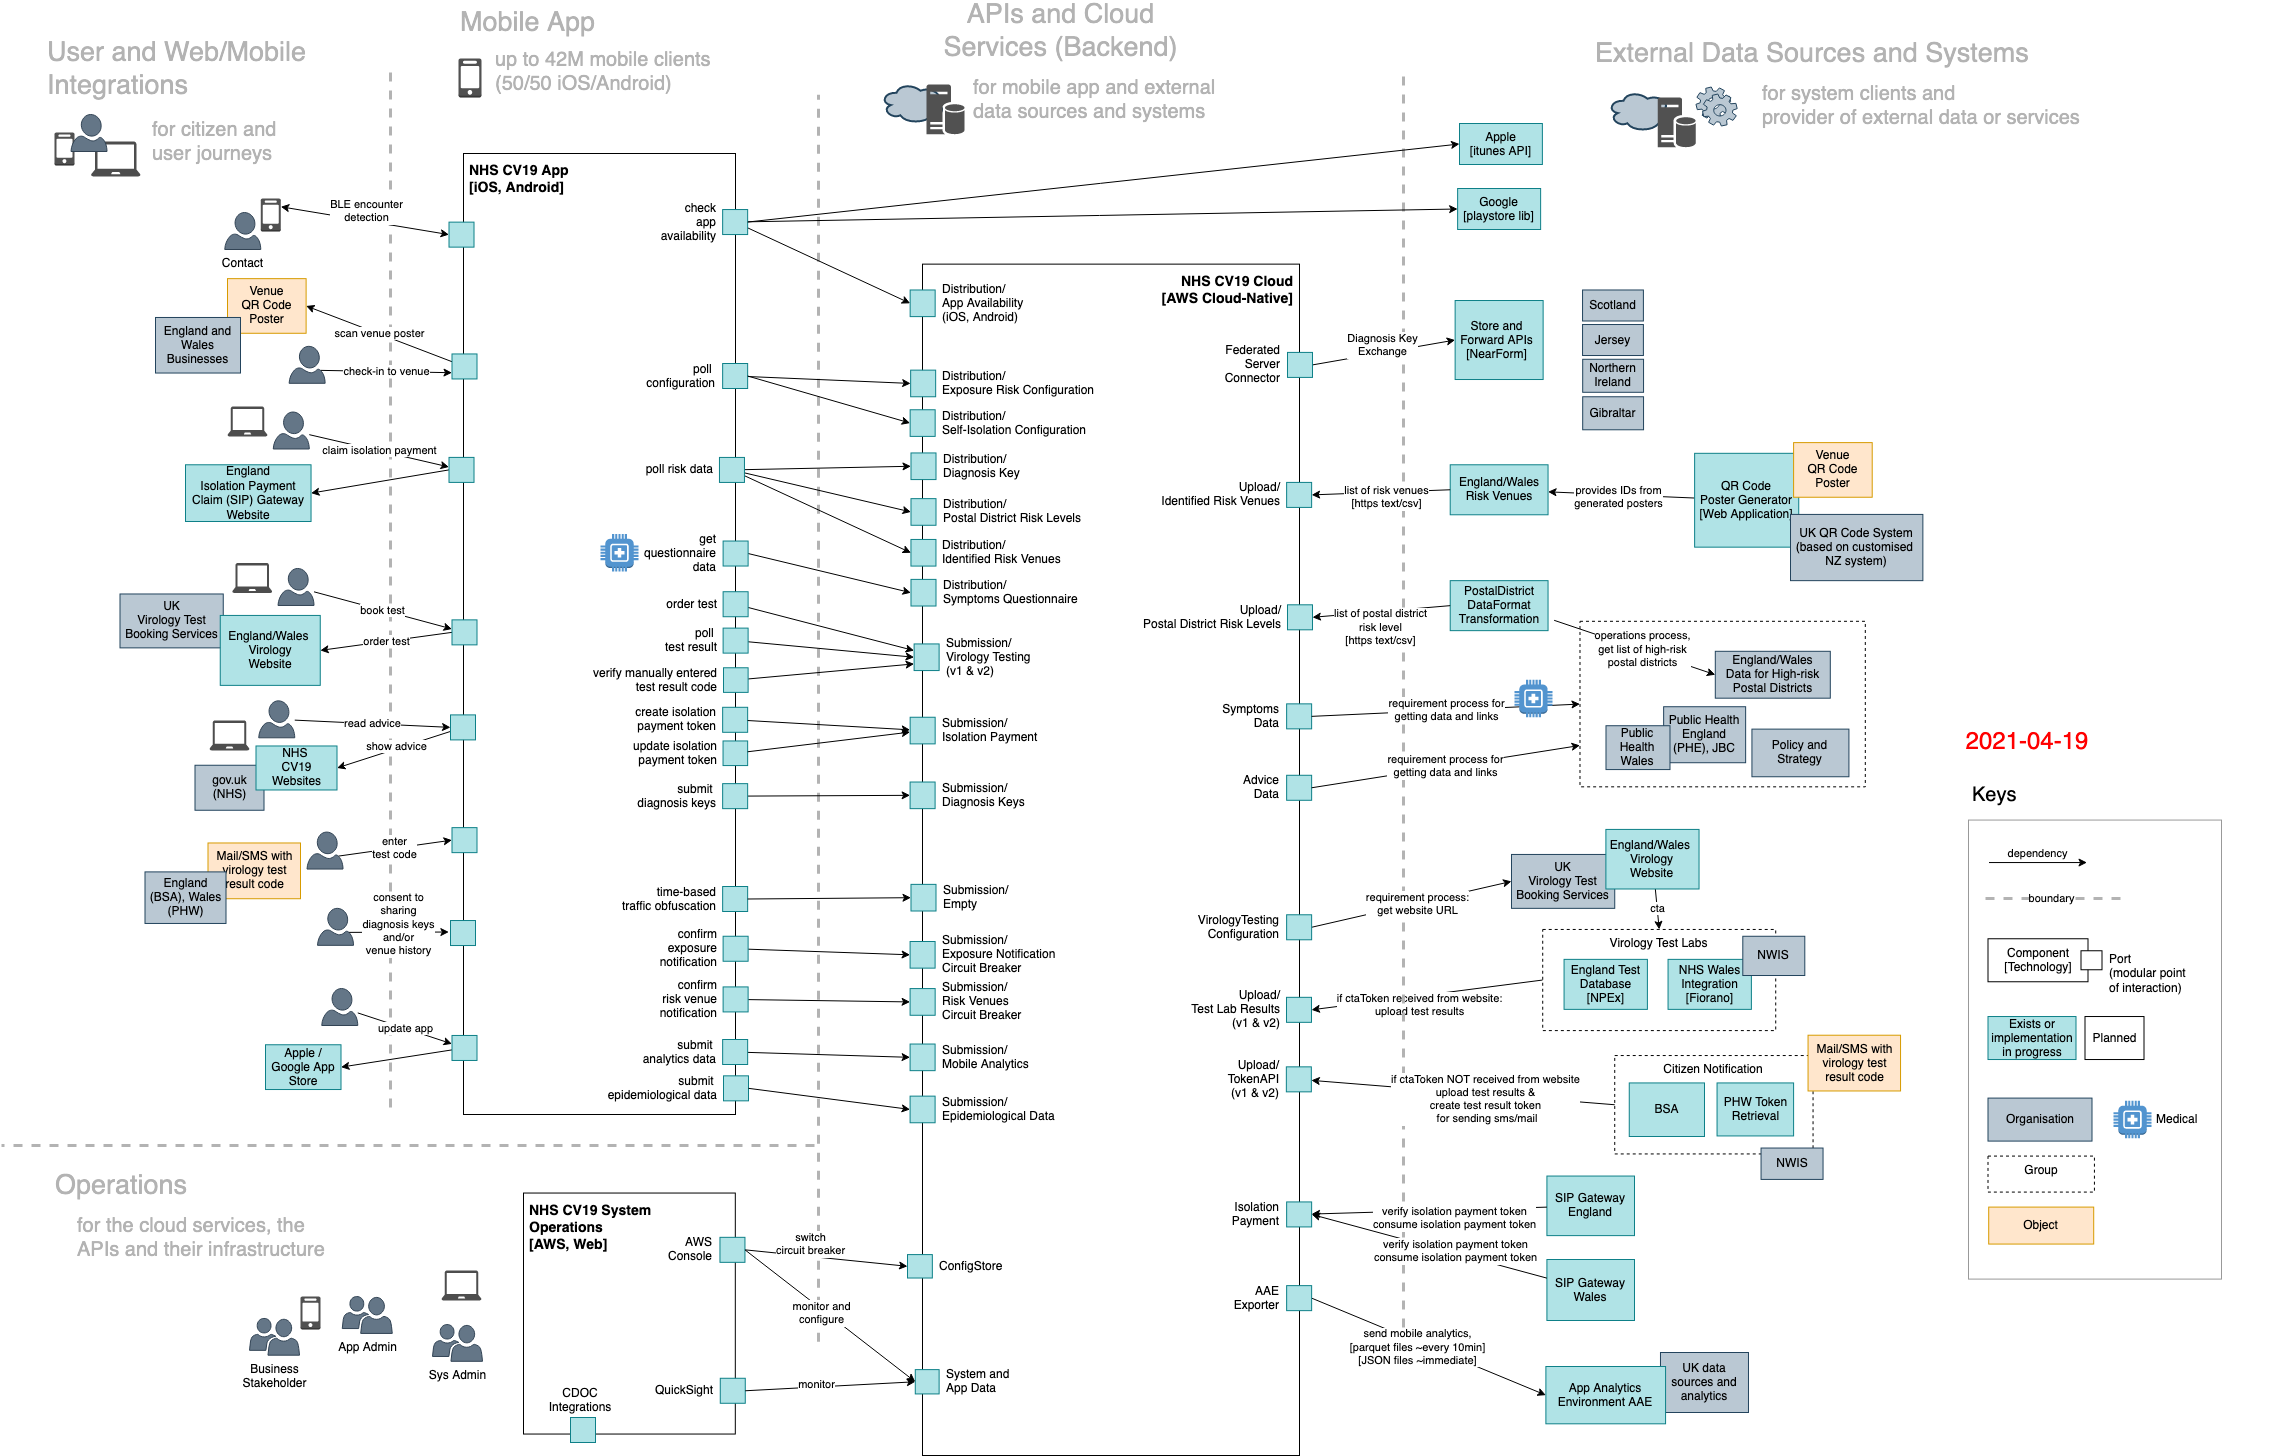 User and Web/Mobile
Integrations
for citizen and
user journeys
Mobile App
up to 42M mobile clients
(50/50 iOS/Android)
APIs and Cloud
Services (Backend)
for mobile app and external
data sources and systems
External Data Sources and Systems
for system clients and
provider of external data or services
BLE encounter
detection
Contact
Venue
QR Code
Poster
England and
Wales
Businesses
scan venue poster
check-in to venue
claim isolation payment
England
Isolation Payment
Claim (SIP) Gateway
Website
book test
UK
Virology Test
Booking Services
England/Wales
Virology
Website
order test
read advice
show advice
NHS
CV19
Websites
gov.uk
(NHS)
enter
test code
Mail/SMS with
virology test
result code
England
(BSA), Wales
(PHW)
consent to
sharing
diagnosis keys
and/or
venue history
update app
Apple /
Google App
Store
NHS CV19 App
[iOS, Android]
check
app
availability
poll
configuration
poll risk data
get
questionnaire
data
order test
poll
test result
verify manually entered
test result code
create isolation
payment token
update isolation
payment token
submit
diagnosis keys
time-based
traffic obfuscation
confirm
exposure
notification
confirm
risk venue
notification
submit
analytics data
submit
epidemiological data
NHS CV19 Cloud
[AWS Cloud-Native]
Distribution/
App Availability
(iOS, Android)
Distribution/
Exposure Risk Configuration
Distribution/
Self-Isolation Configuration
Distribution/
Diagnosis Key
Distribution/
Postal District Risk Levels
Distribution/
Identified Risk Venues
Distribution/
Symptoms Questionnaire
Submission/
Virology Testing
(v1 & v2)
Submission/
Isolation Payment
Submission/
Diagnosis Keys
Submission/
Empty
Submission/
Exposure Notification
Circuit Breaker
Submission/
Risk Venues
Circuit Breaker
Submission/
Mobile Analytics
Submission/
Epidemiological Data
ConfigStore
System and
App Data
Federated
Server
Connector
Upload/
Identified Risk Venues
Upload/
Postal District Risk Levels
Symptoms
Data
Advice
Data
VirologyTesting
Configuration
Upload/
Test Lab Results
(v1 & v2)
Upload/
TokenAPI
(v1 & v2)
Isolation
Payment
AAE
Exporter
Apple
[itunes API]
Google
[playstore lib]
Diagnosis Key
Exchange
Store and
Forward APIs
[NearForm]
Scotland
Jersey
Northern
Ireland
Gibraltar
list of risk venues
[https text/csv]
England/Wales
Risk Venues
provides IDs from
generated posters
QR Code
Poster Generator
[Web Application]
Venue
QR Code
Poster
UK QR Code System
(based on customised
NZ system)
list of postal district
risk level
[https text/csv]
PostalDistrict
DataFormat
Transformation
operations process,
get list of high-risk
postal districts
England/Wales
Data for High-risk
Postal Districts
requirement process for
getting data and links
Public
Health
Wales
Public Health
England
(PHE), JBC
Policy and
Strategy
requirement process for
getting data and links
requirement process:
get website URL
UK
Virology Test
Booking Services
England/Wales
Virology
Website
cta
Virology Test Labs
England Test
Database
[NPEx]
NHS Wales
Integration
[Fiorano]
NWIS
if ctaToken received from website:
upload test results
if ctaToken NOT received from website
upload test results &
create test result token
for sending sms/mail
Citizen Notification
BSA
PHW Token
Retrieval
Mail/SMS with
virology test
result code
NWIS
verify isolation payment token
consume isolation payment token
SIP Gateway
England
verify isolation payment token
consume isolation payment token
SIP Gateway
Wales
send mobile analytics,
[parquet files ~every 10min]
[JSON files ~immediate]
App Analytics
Environment AAE
UK data
sources and
analytics
2021-04-19
Keys
dependency
boundary
Component
[Technology]
Port
(modular point
of interaction)
Exists or
implementation
in progress
Planned
Organisation
Medical
Group
Object
Operations
for the cloud services, the
APIs and their infrastructure
Business
Stakeholder
App Admin
Sys Admin
NHS CV19 System
Operations
[AWS, Web]
AWS
Console
QuickSight
CDOC
Integrations
switch
circuit breaker
monitor and
configure
monitor